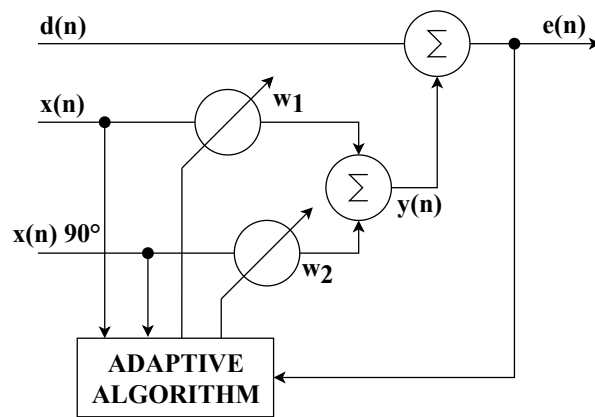 d(n)
Σ
e(n)
x(n)
w1
Σ
y(n)
x(n) 90°
w2
ADAPTIVE
ALGORITHM